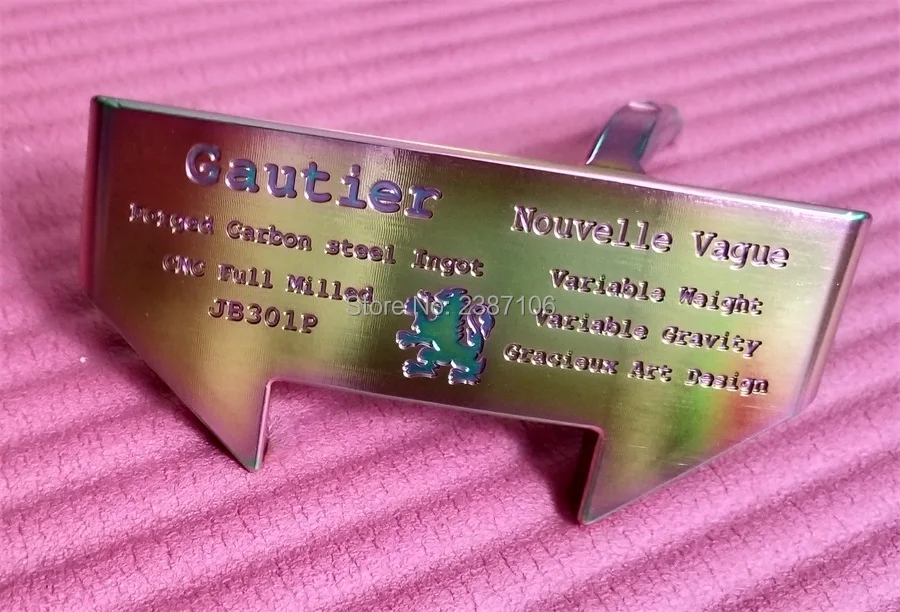 Gautier
Forged Carbon steel Ingot
CNC Full Milled
JB301P
Nouvelle Vague
Variable Weight
Variable Gravity
Gracieux Art Design
Store No: 2387106